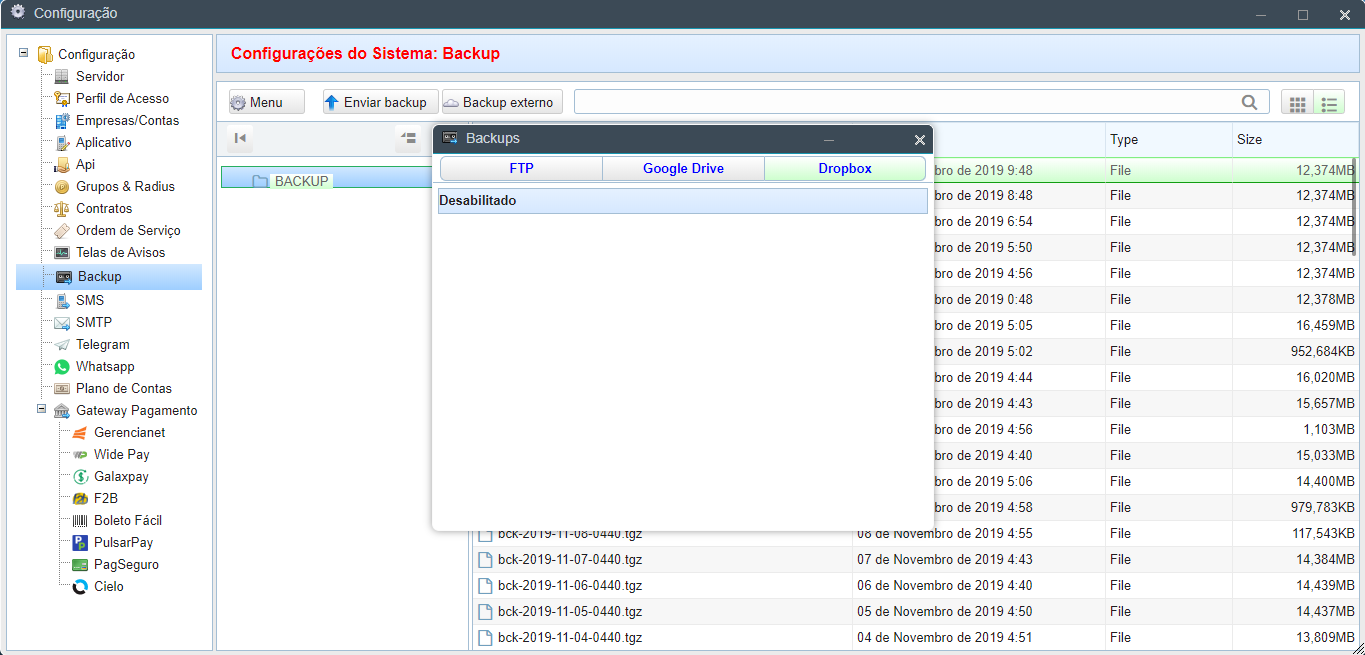 Configuração
Configuração
Servidor
Perfil de Acesso
Empresas/Contas
Aplicativo
Api
Grupos & Radius
Contratos
Ordem de Serviço
Telas de Avisos
Backup
SMS
SMTP
Telegram
Whatsapp
Plano de Contas
Gateway Pagamento
Gerencianet
Wide Pay
Galaxpay
F2B
Boleto Fácil
PulsarPay
PagSeguro
Cielo
Configurações do Sistema: Backup
Menu Enviar backup Backup externo
BACKUP
Backups
FTP Google Drive Dropbox
Desabilitado
Type Size
bro de 2019 9:48 File 12,374MB
bro de 2019 8:48 File 12,374MB
bro de 2019 6:54 File 12,374MB
bro de 2019 5:50 File 12,374MB
bro de 2019 4:56 File 12,374MB
bro de 2019 0:48 File 12,378MB
bro de 2019 5:05 File 16,459MB
bro de 2019 5:02 File 952,684KB
bro de 2019 4:44 File 16,020MB
bro de 2019 4:43 File 15,657MB
bro de 2019 4:56 File 1,103MB
bro de 2019 4:40 File 15,033MB
bro de 2019 5:06 File 14,400MB
bro de 2019 4:58 File 979,783KB
bck-2019-11-08-0440.tgz 08 de Novembro de 2019 4:55 File 117,543KB
bck-2019-11-07-0440.tgz 07 de Novembro de 2019 4:43 File 14,384MB
bck-2019-11-06-0440.tgz 06 de Novembro de 2019 4:40 File 14,439MB
bck-2019-11-05-0440.tgz 05 de Novembro de 2019 4:50 File 14,437MB
bck-2019-11-04-0440.tgz 04 de Novembro de 2019 4:51 File 13,809MB